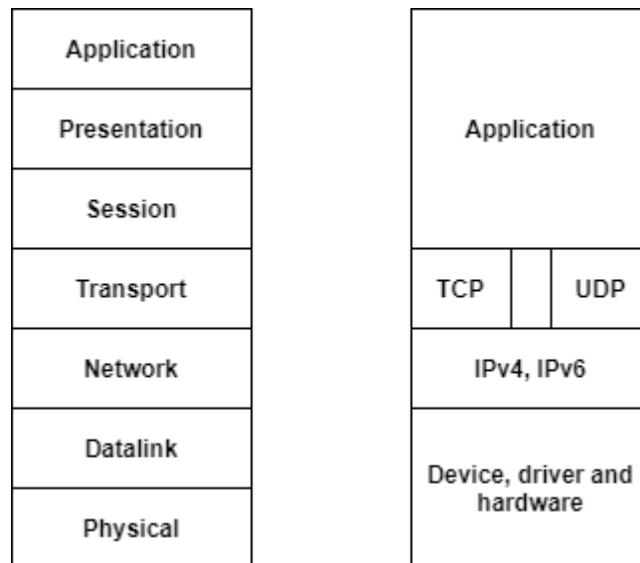 Application
Presentation
Session
Transport
Network
Datalink
Physical
Application
TCP
UDP
IPv4, IPv6
Device, driver and
hardware